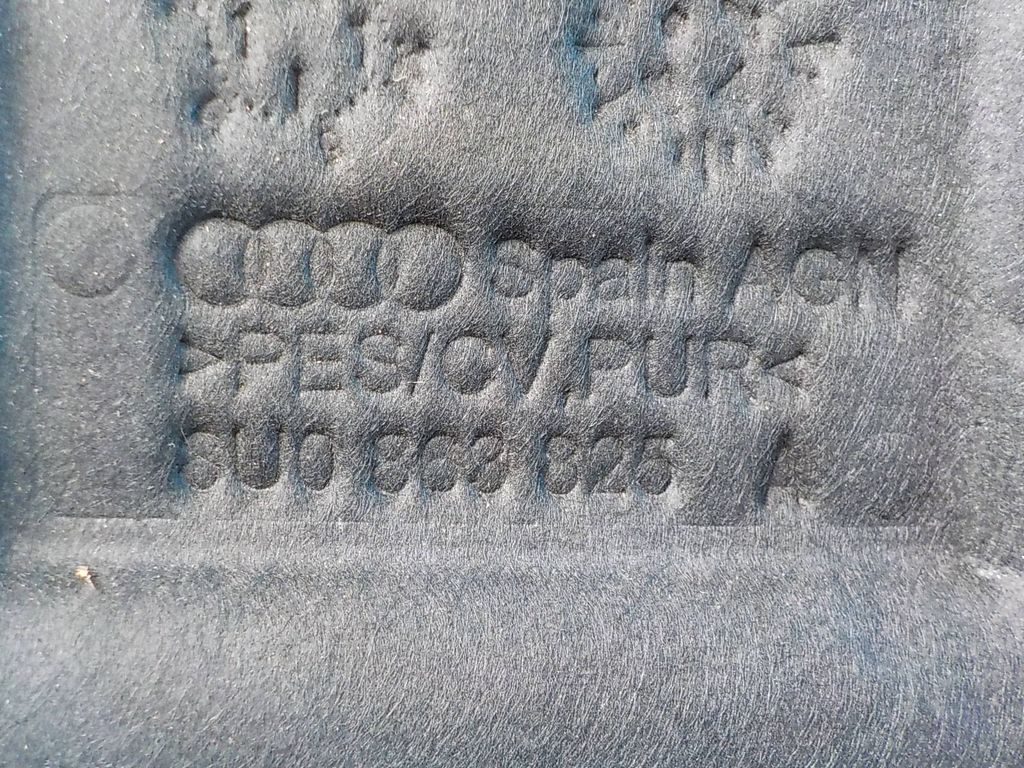 Spain AGN
>PES/CV,PUR<
8U0 863 825